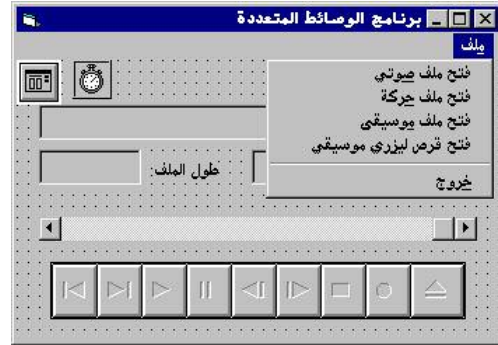 برنامج الوسائط المتعددة
ملف
فتح ملف صوتي
فتح ملف حركة
فتح ملف موسيقى
فتح قرص ليزري موسيقي
خروج
طول الملف: